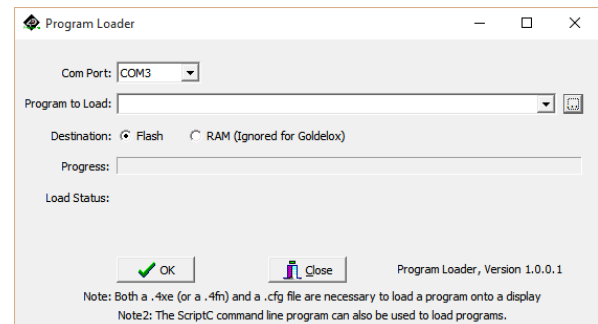 Program Loader
Com Port: COM3
Program to Load:
Destination: Flash RAM (Ignored for Goldelox)
Progress:
Load Status:
OK Close Program Loader, Version 1.0.0.1
Note: Both a .4xe (or a .4fn) and a .cfg file are necessary to load a program onto a display
Note2: The ScriptC command line program can also be used to load programs.